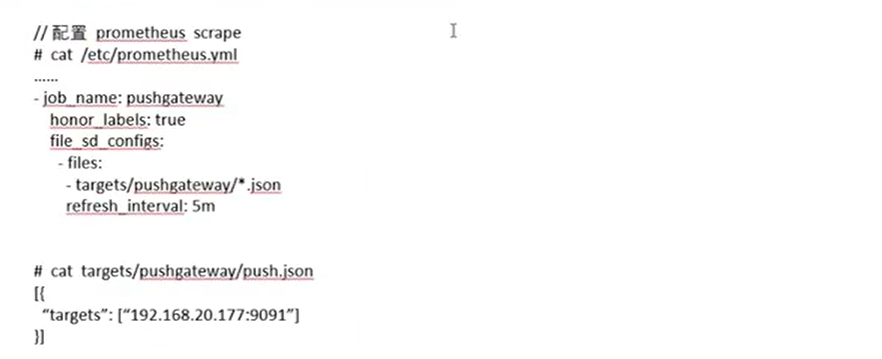 // 配置 prometheus scrape
# cat /etc/prometheus.yml
......
- job_name: pushgateway
honor_labels: true
file_sd_configs:
- files:
- targets/pushgateway/*.json
refresh_interval: 5m
# cat targets/pushgateway/push.json
[{
“targets”: [“192.168.20.177:9091”]
}]